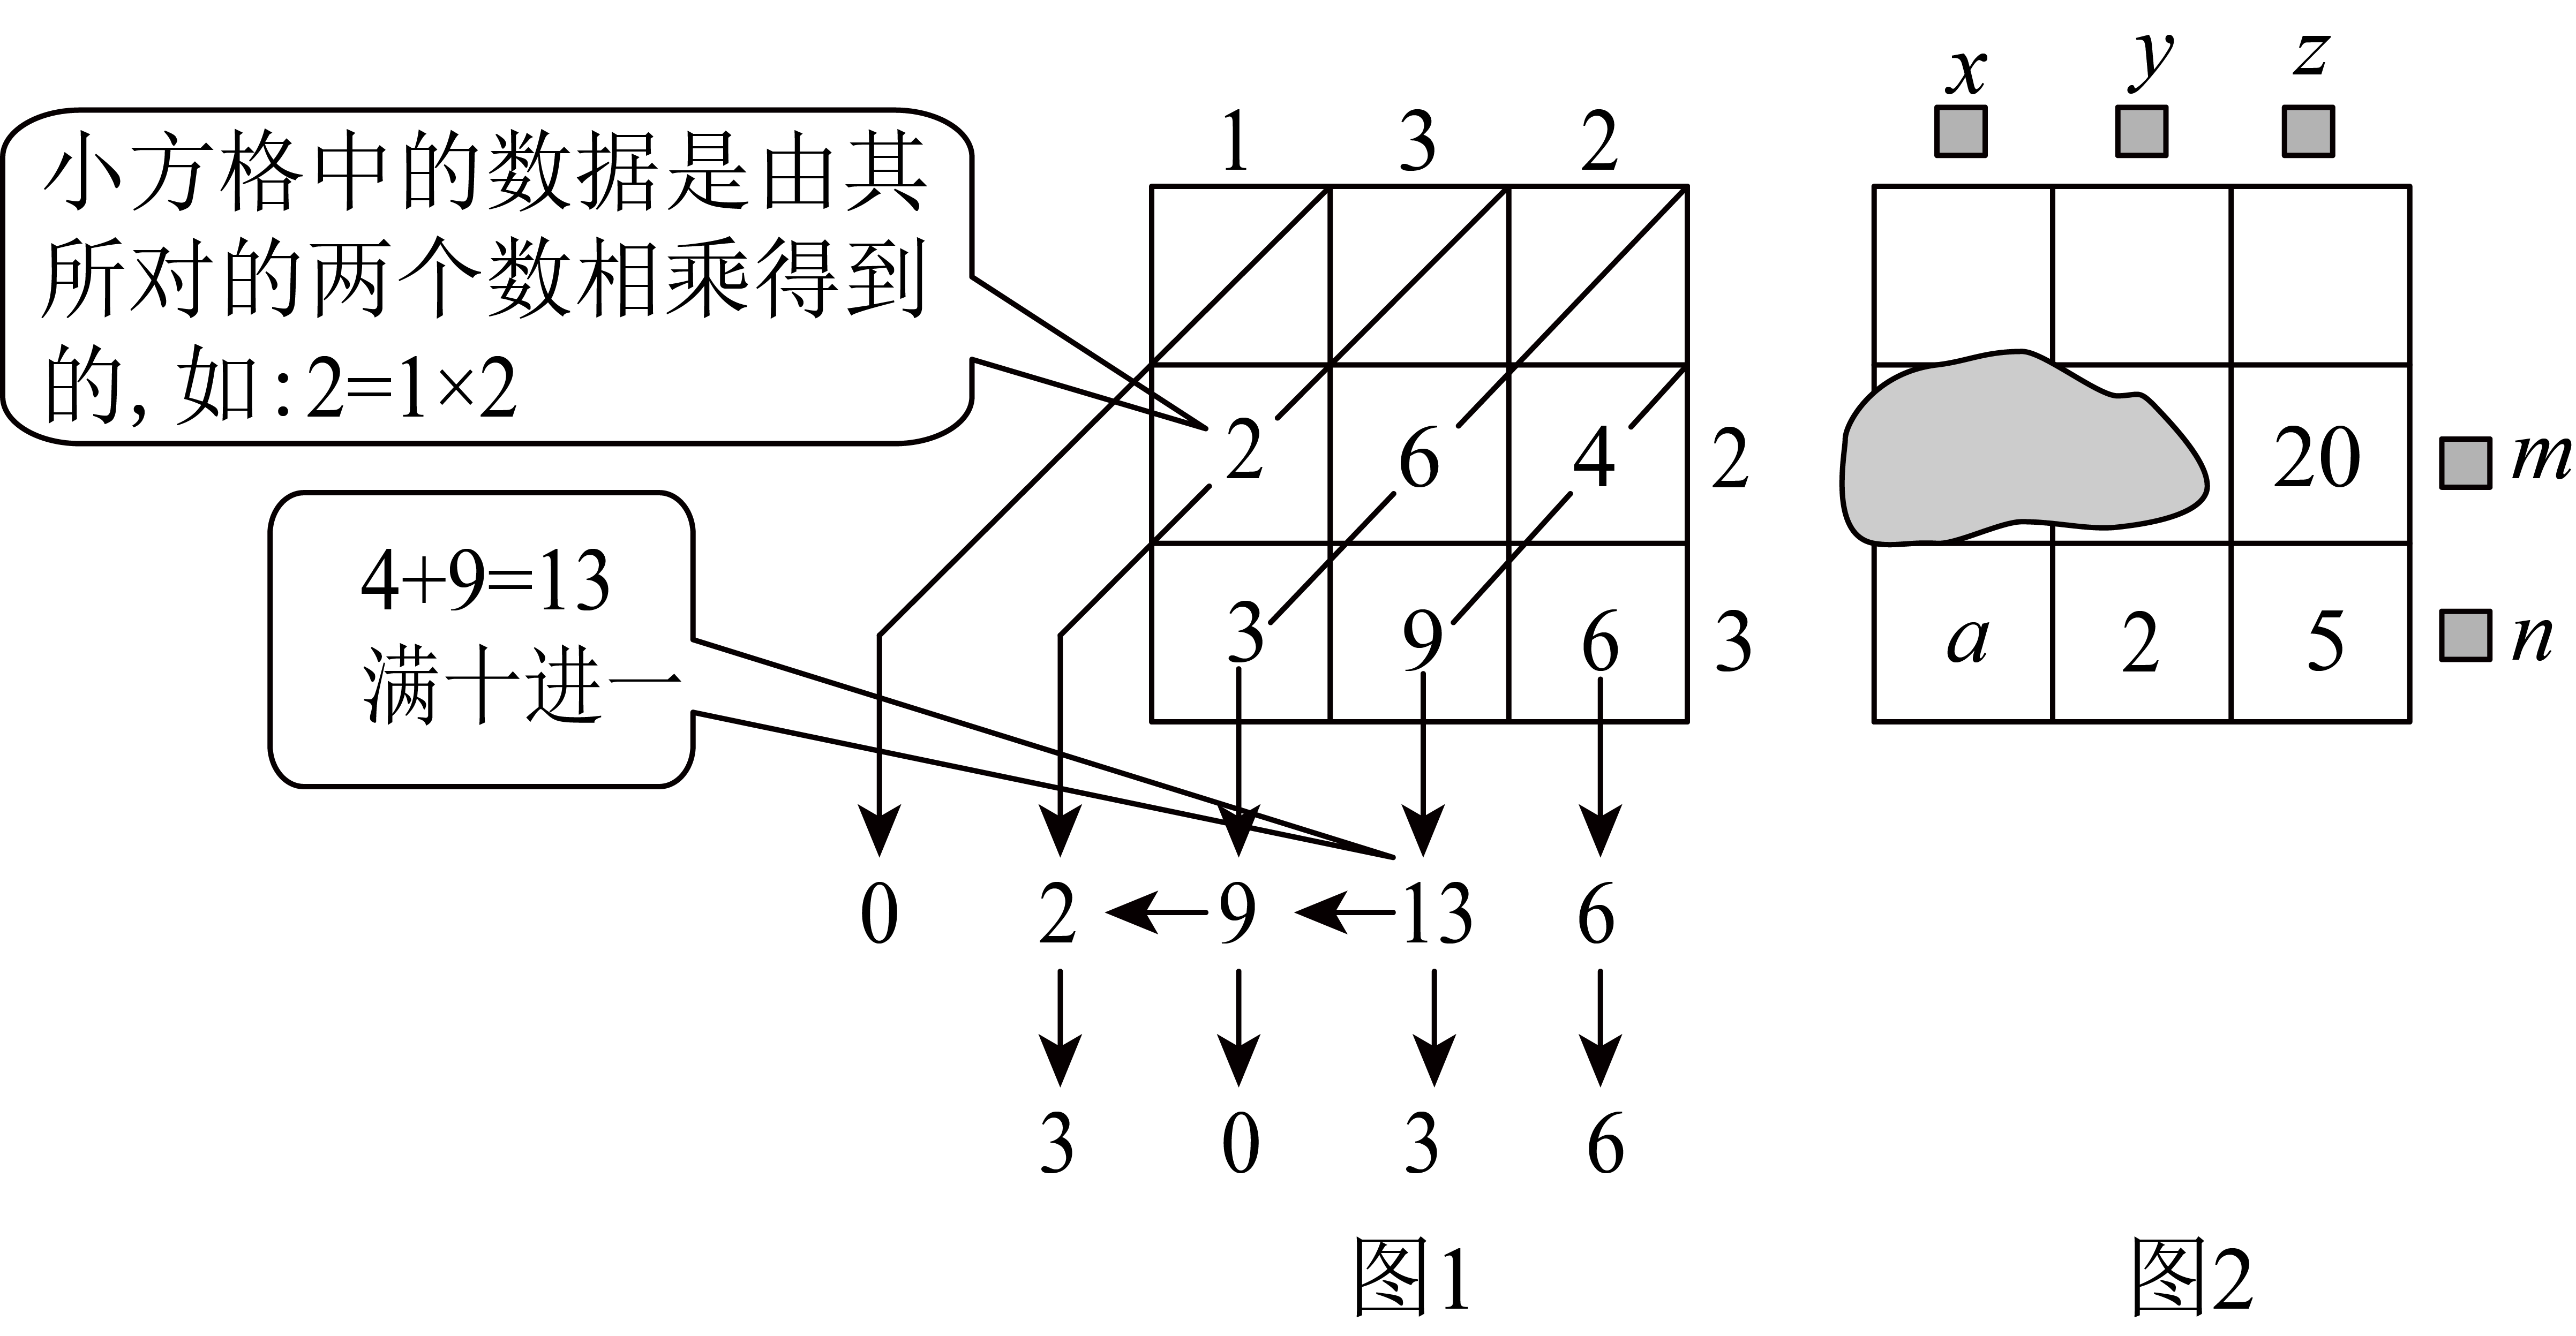 小方格中的数据是由其
所对的两个数相乘得到
的,如:2=1×2
4+9=13
满十进一
1 3 2
2 6 4 2
3 9 6 3
0 2 9 13 6
3 0 3 6
图1
x y z
20 m
a 2 5 n
图2